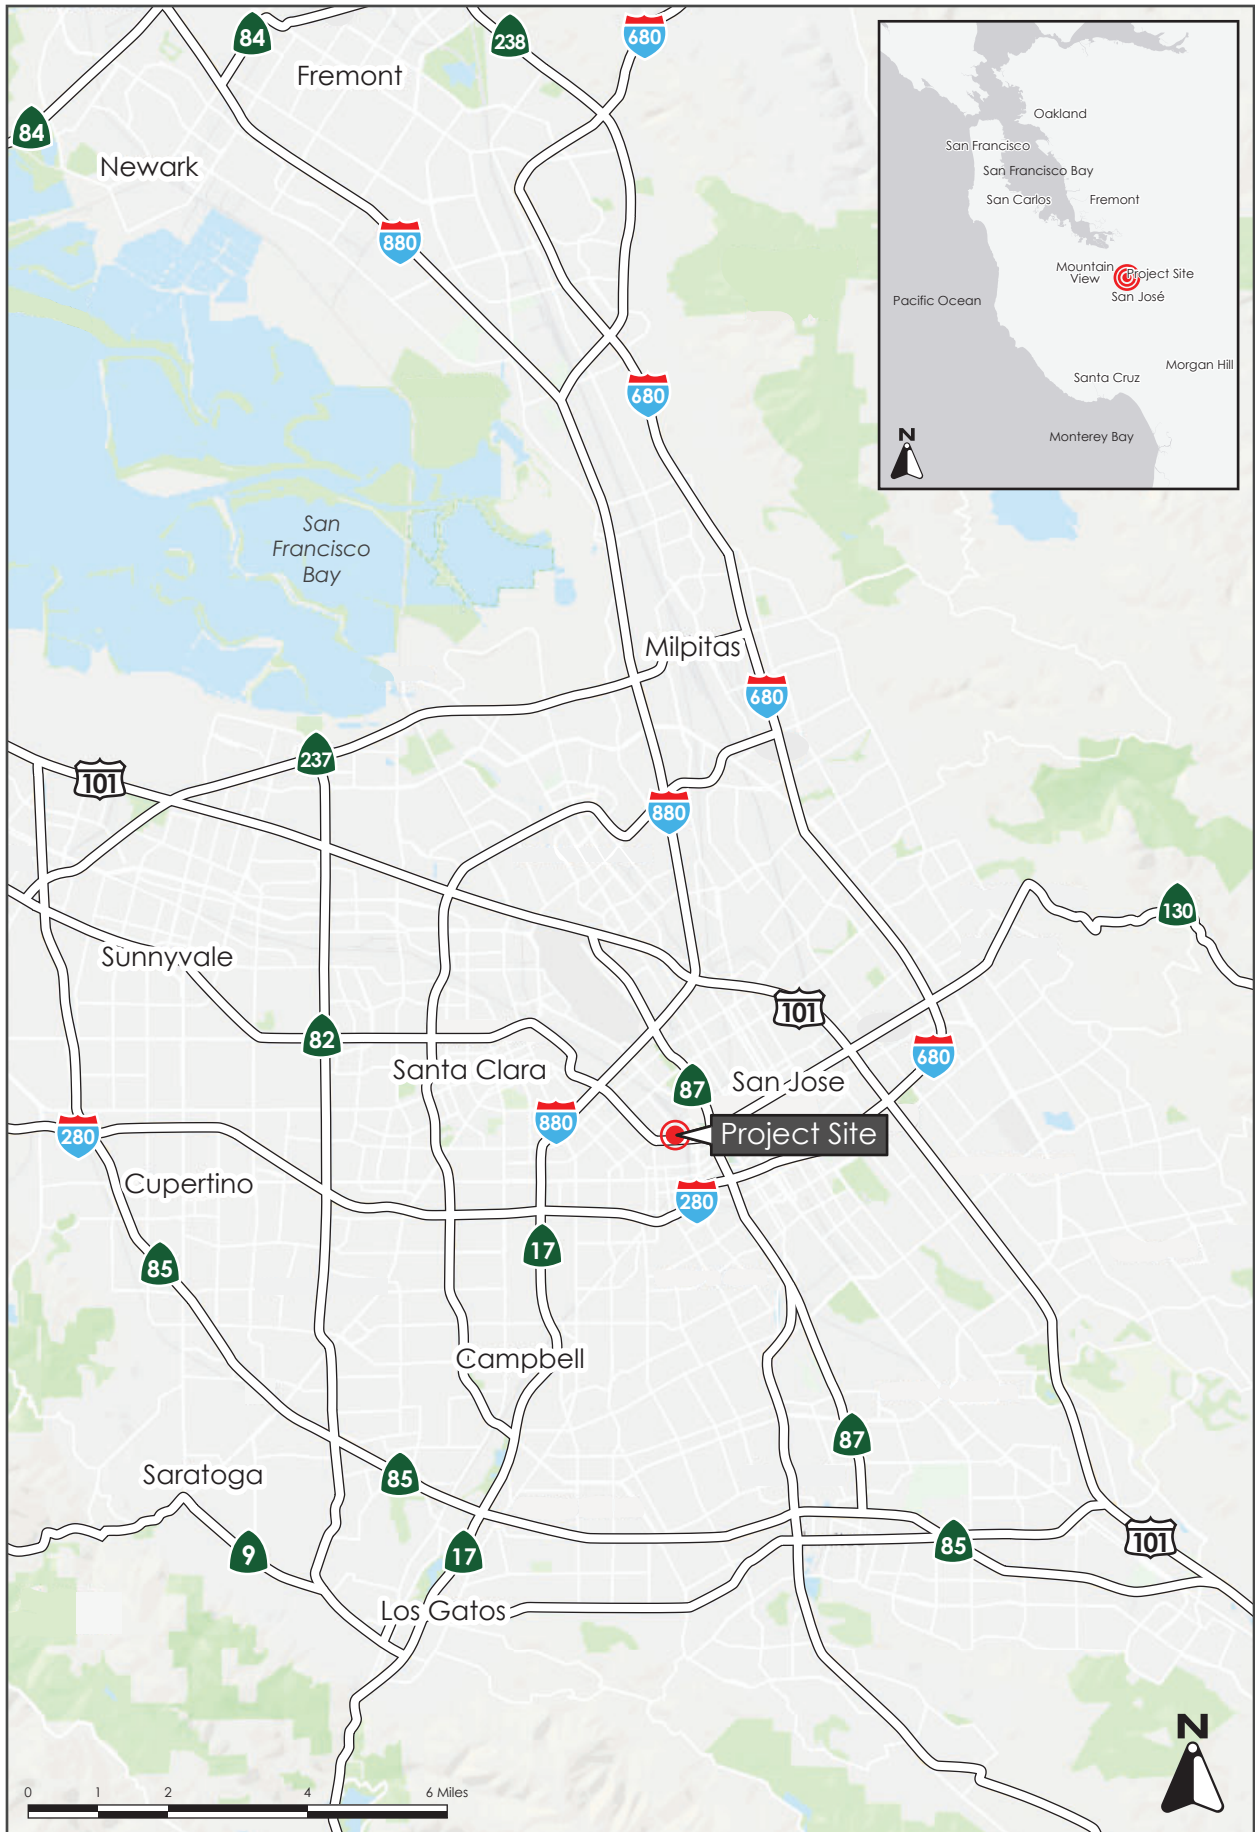 84
238
680
Fremont
84
Newark
880
Oakland
San Francisco
San Francisco Bay
San Carlos
Fremont
Mountain
View
Project Site
San José
Pacific Ocean
Morgan Hill
Santa Cruz
Monterey Bay
N
680
San
Francisco
Bay
Milpitas
680
237
101
880
130
Sunnyvale
101
82
680
Santa Clara
87
San Jose
880
280
Project Site
Cupertino
280
17
85
Campbell
87
Saratoga
85
9
17
85
101
Los Gatos
N
0
1
2
4
6 Miles